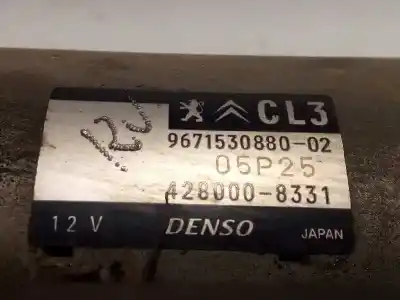 CL3
9671530880-02
05P25
428000-8331
12 V DENSO JAPAN